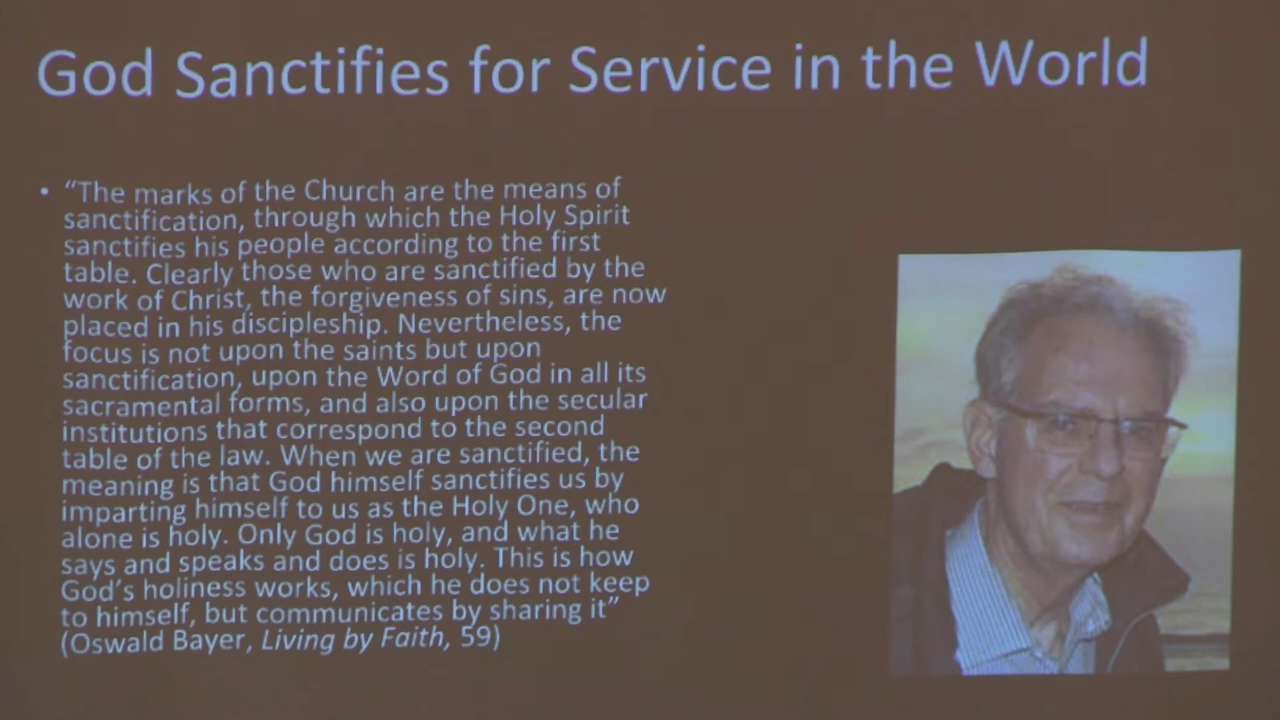 God Sanctifies for Service in the World
• “The marks of the Church are the means of
sanctification, through which the Holy Spirit
sanctifies his people according to the first
table. Clearly those who are sanctified by the
work of Christ, the forgiveness of sins, are now
placed in his discipleship. Nevertheless, the
focus is not upon the saints but upon
sanctification, upon the Word of God in all its
sacramental forms, and also upon the secular
institutions that correspond to the second
table of the law. When we are sanctified, the
meaning is that God himself sanctifies us by
imparting himself to us as the Holy One, who
alone is holy. Only God is holy, and what he
says and speaks and does is holy. This is how
God’s holiness works, which he does not keep
to himself, but communicates by sharing it”
(Oswald Bayer, Living by Faith, 59)